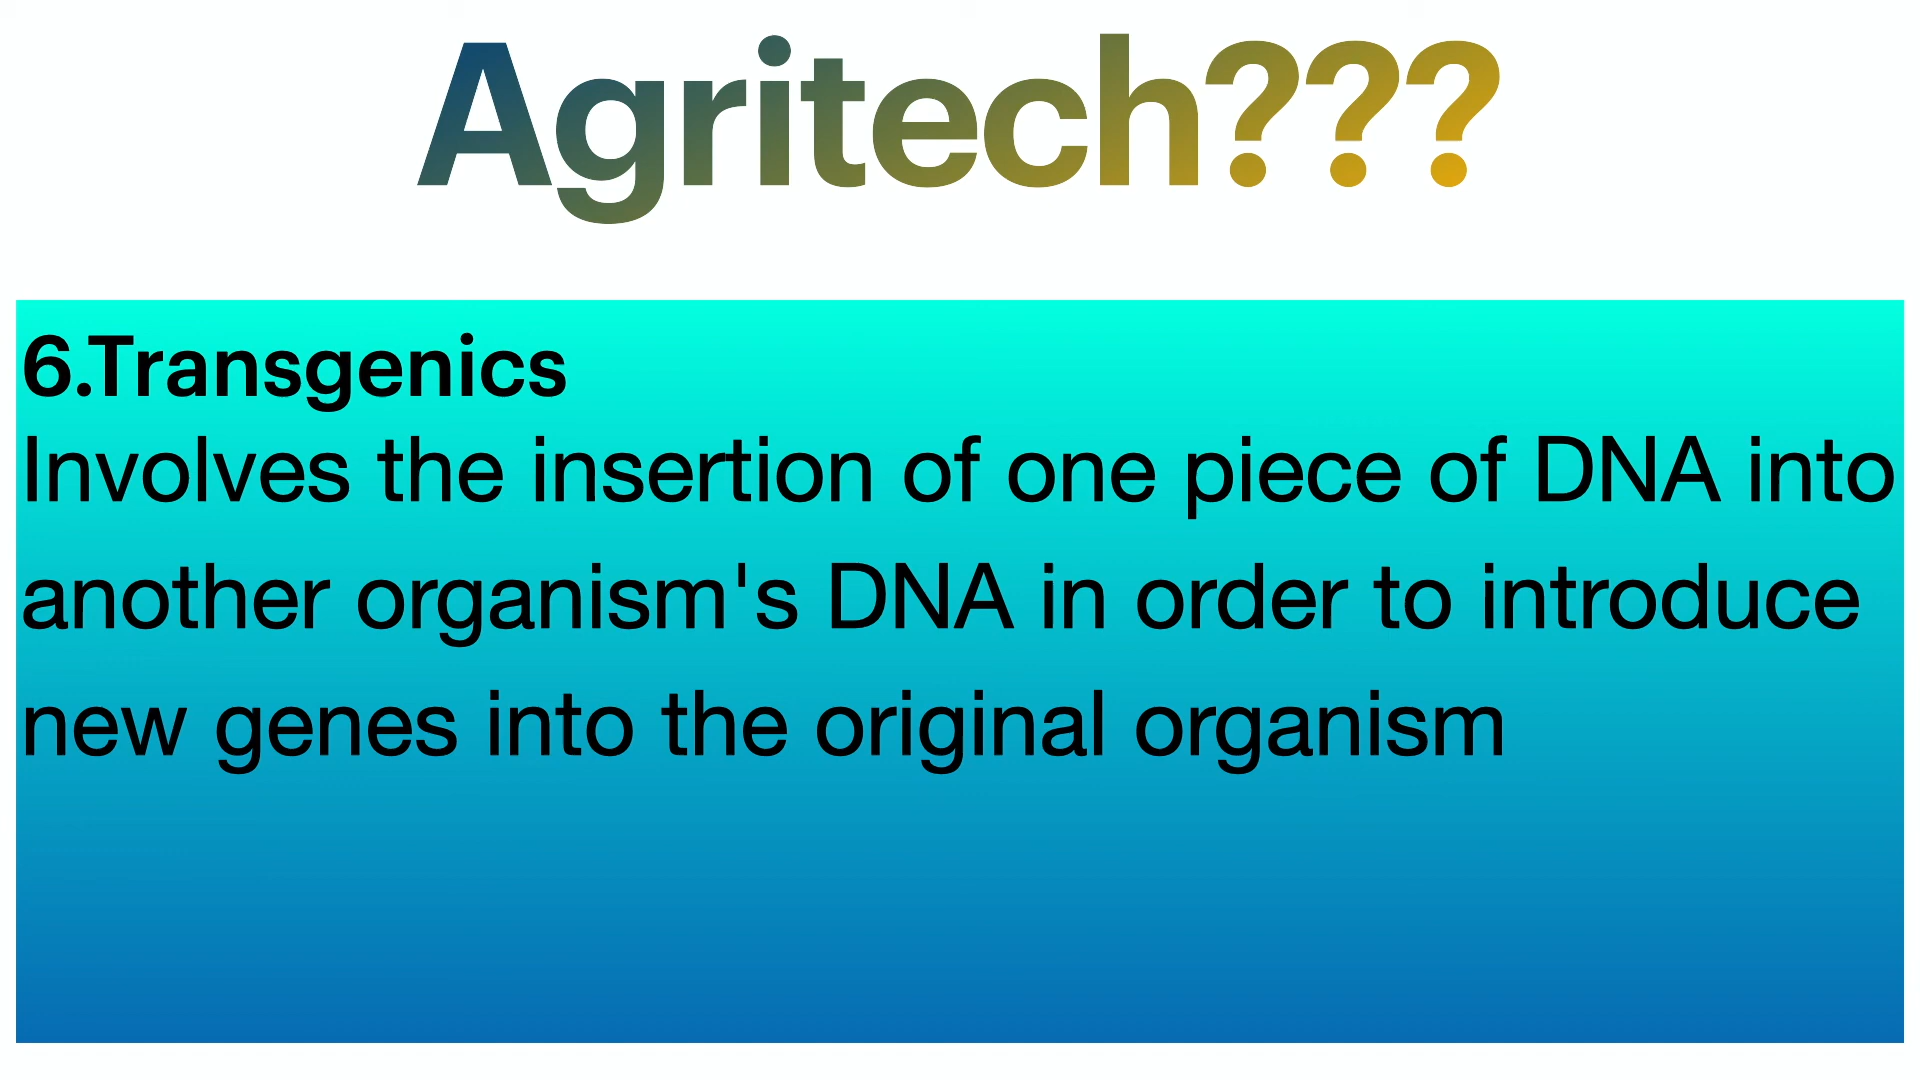 Agritech???
6.Transgenics
Involves the insertion of one piece of DNA into
another organism's DNA in order to introduce
new genes into the original organism